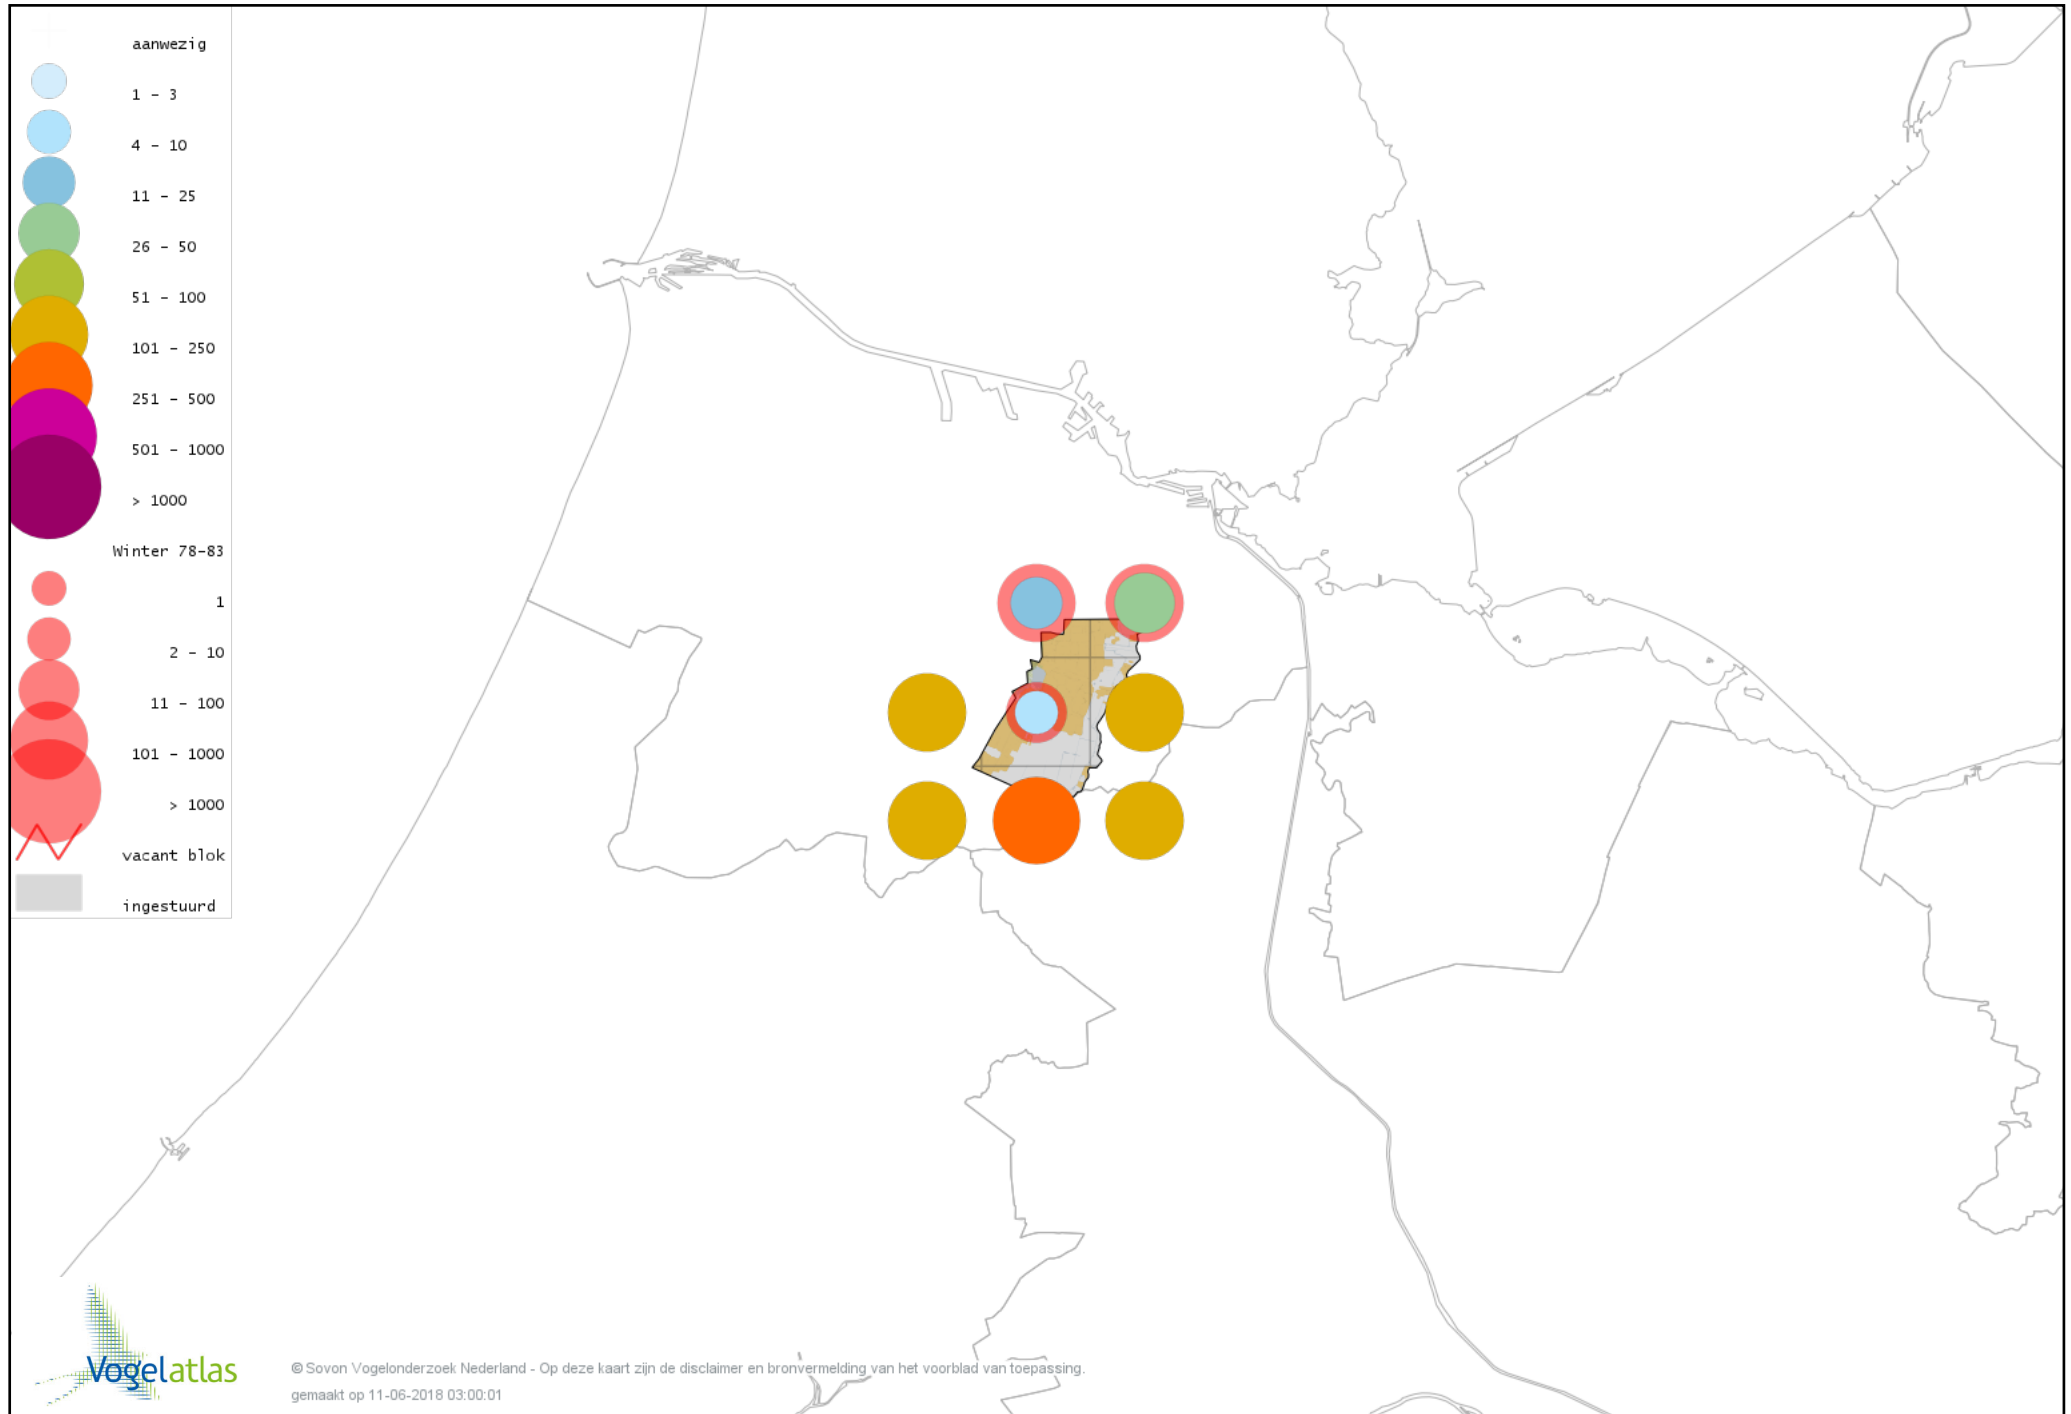 aanwezig
1 - 3
4 - 10
11 - 25
26 - 50
51 - 100
101 - 250
251 - 500
501 - 1000
> 1000
Winter 78-83
1
2 - 10
11 - 100
101 - 1000
> 1000
vacant blok
ingestuurd
Vogelatlas
© Sovon Vogelonderzoek Nederland - Op deze kaart zijn de disclaimer en bronvermelding van het voorblad van toepassing.
gemaakt op 11-06-2018 03:00:01